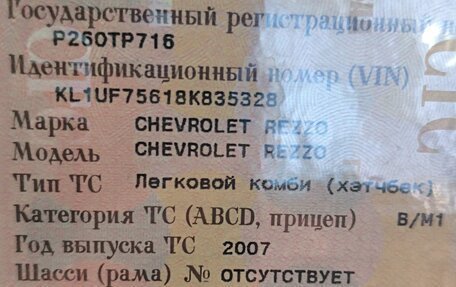 Государственный регистрационный
Р250ТР716
Идентификационный номер (VIN)
KL1UF75618K835328
Марка CHEVROLET REZZO
Модель CHEVROLET REZZO
Тип ТС Легковой комби (хэтчбек)
Категория ТС (ABCD, прицеп) B/M1
Год выпуска ТС 2007
Шасси (рама) № ОТСУТСТВУЕТ